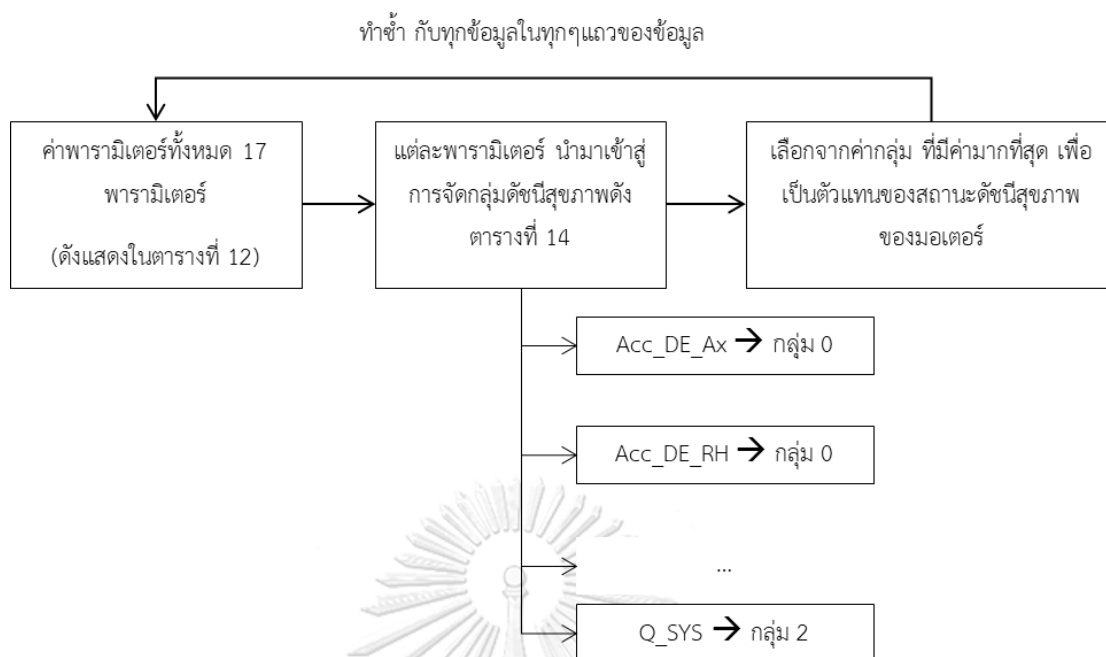 ทำซ้ำ กับทุกข้อมูลในทุกๆแถวของข้อมูล
ค่าพารามิเตอร์ทั้งหมด 17
พารามิเตอร์
(ดังแสดงในตารางที่ 12)
แต่ละพารามิเตอร์ นำมาเข้าสู่
การจัดกลุ่มดัชนีสุขภาพดัง
ตารางที่ 14
เลือกจากค่ากลุ่ม ที่มีค่ามากที่สุด เพื่อ
เป็นตัวแทนของสถานะดัชนีสุขภาพ
ของมอเตอร์
Acc_DE_Ax → กลุ่ม 0
Acc_DE_RH → กลุ่ม 0
...
Q_SYS → กลุ่ม 2